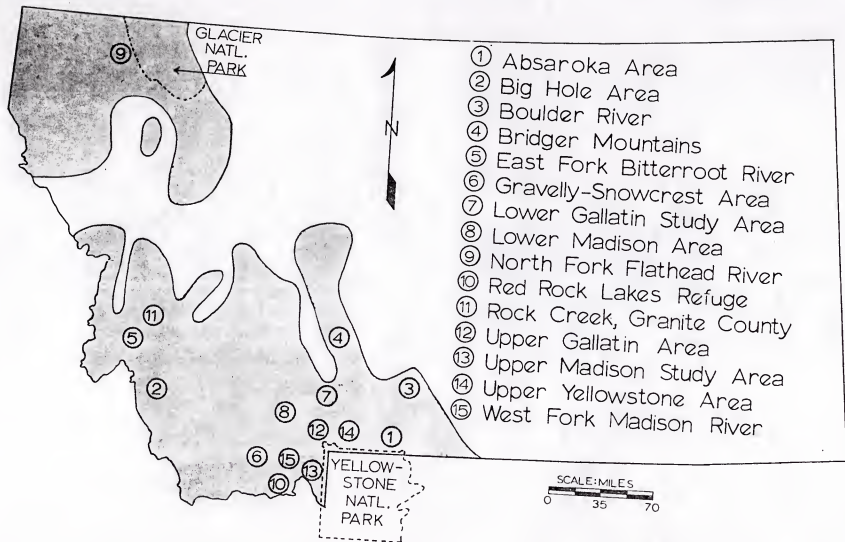 GLACIER
NATL.
PARK
9
N
① Absaroka Area
② Big Hole Area
③ Boulder River
④ Bridger Mountains
⑤ East Fork Bitterroot River
⑥ Gravelly-Snowcrest Area
⑦ Lower Gallatin Study Area
⑧ Lower Madison Area
⑨ North Fork Flathead River
⑩ Red Rock Lakes Refuge
⑪ Rock Creek, Granite County
⑫ Upper Gallatin Area
⑬ Upper Madison Study Area
⑭ Upper Yellowstone Area
⑮ West Fork Madison River
11
5
4
2
3
7
8
12
14
1
6
15
13
10
YELLOW-
STONE
NATL.
PARK
SCALE:MILES
0 35 70